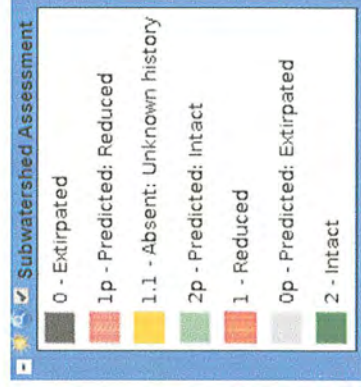 Subwatershed Assessment
0 - Extirpated
1p - Predicted: Reduced
1.1 - Absent: Unknown history
2p - Predicted: Intact
1 - Reduced
0p - Predicted: Extirpated
2 - Intact